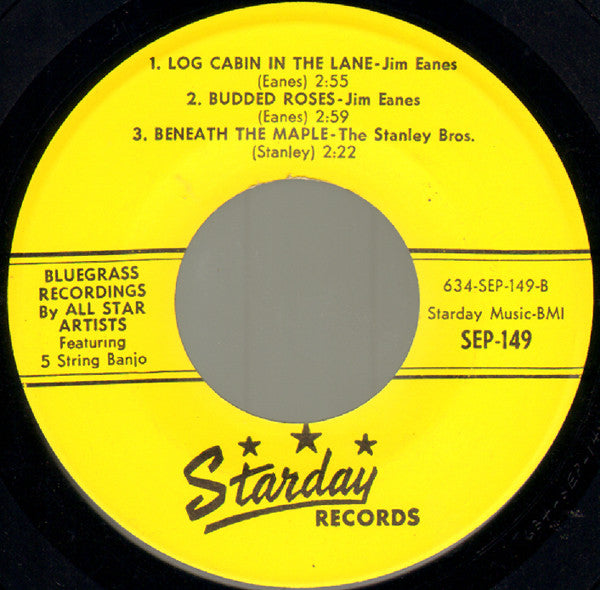 1. LOG CABIN IN THE LANE-Jim Eanes
(Eanes) 2:55
2. BUDDED ROSES-Jim Eanes
(Eanes) 2:59
3. BENEATH THE MAPLE-The Stanley Bros.
(Stanley) 2:22
BLUEGRASS
RECORDINGS
By ALL STAR
ARTISTS
Featuring
5 String Banjo
634-SEP-149-B
Starday Music-BMI
SEP-149
Starday
RECORDS